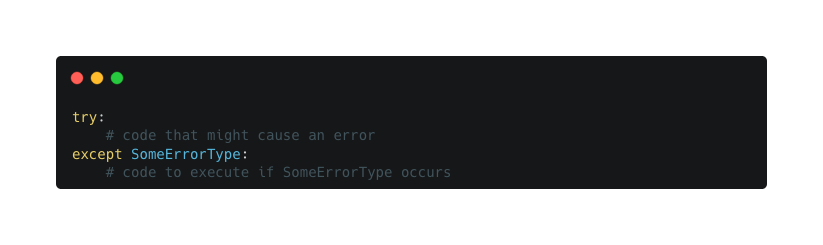 try:
    # code that might cause an error
except SomeErrorType:
    # code to execute if SomeErrorType occurs